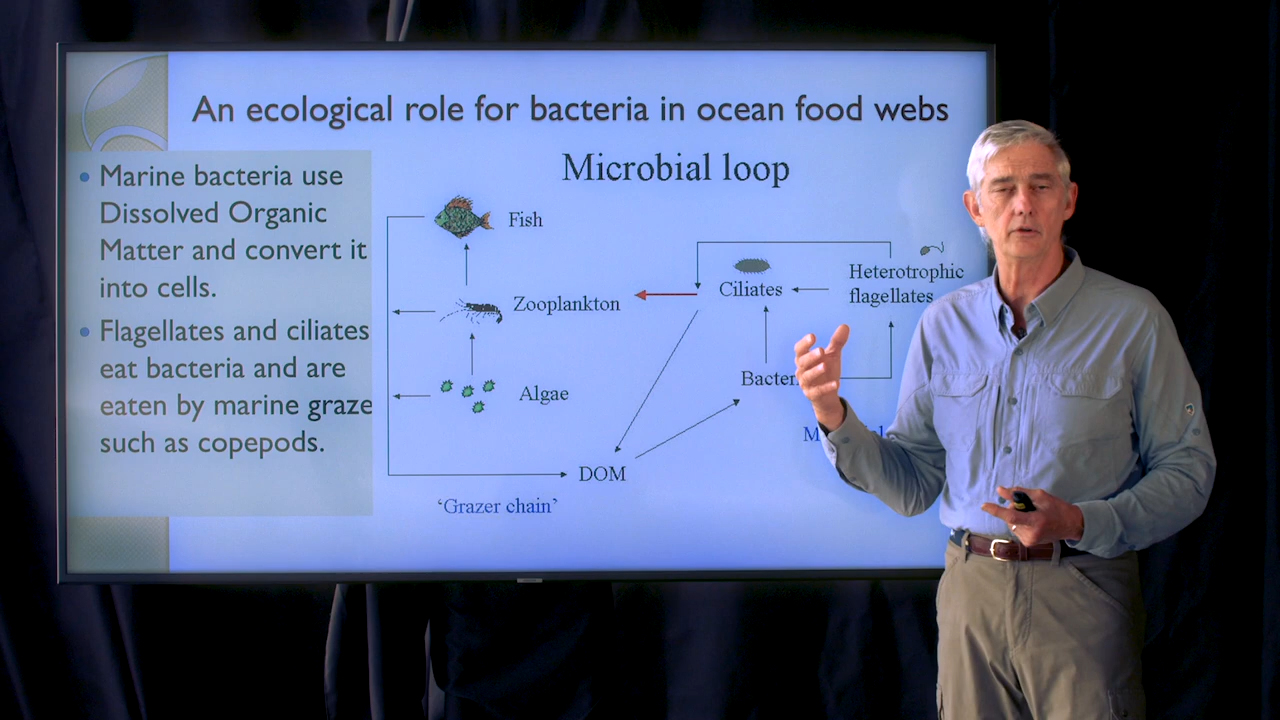 An ecological role for bacteria in ocean food webs
Marine bacteria use
Dissolved Organic
Matter and convert it
into cells.
Flagellates and ciliates
eat bacteria and are
eaten by marine graze
such as copepods.
Microbial loop
Fish
Zooplankton
Algae
Ciliates
Heterotrophic
flagellates
DOM
'Grazer chain'